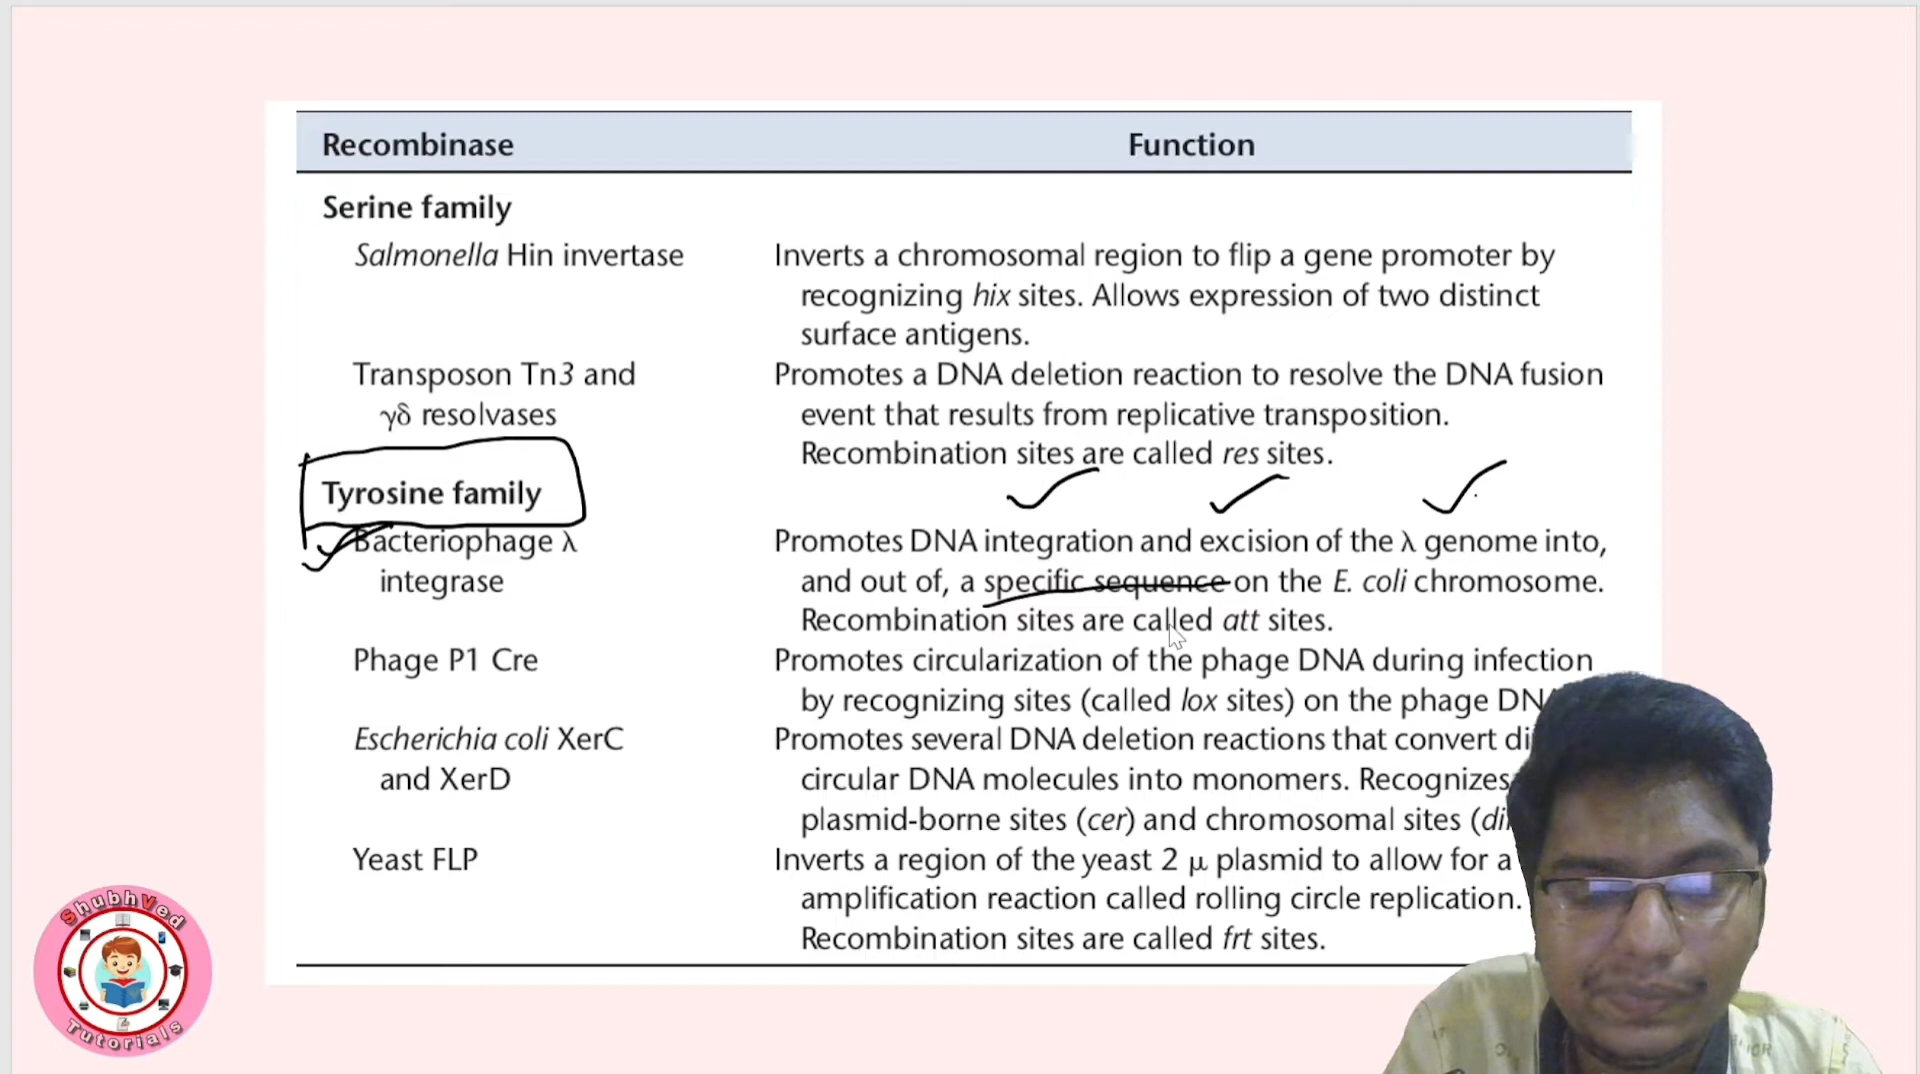 Recombinase Function
Serine family
Salmonella Hin invertase Inverts a chromosomal region to flip a gene promoter by
recognizing hix sites. Allows expression of two distinct
surface antigens.
Transposon Tn3 and Promotes a DNA deletion reaction to resolve the DNA fusion
γδ resolvases event that results from replicative transposition.
Recombination sites are called res sites.
Tyrosine family
Bacteriophage λ Promotes DNA integration and excision of the λ genome into,
integrase and out of, a specific sequence on the E. coli chromosome.
Recombination sites are called att sites.
Phage P1 Cre Promotes circularization of the phage DNA during infection
by recognizing sites (called lox sites) on the phage
Escherichia coli XerC Promotes several DNA deletion reactions that convert
and XerD circular DNA molecules into monomers. Recognizes
plasmid-borne sites (cer) and chromosomal sites
Yeast FLP Inverts a region of the yeast 2 μ plasmid to allow for a
amplification reaction called rolling circle replication.
Recombination sites are called frt sites.
ShubhVed
Tutorials